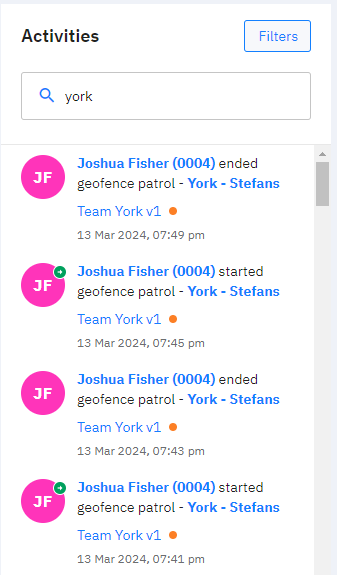 Activities
Filters
york
JF
Joshua Fisher (0004) ended
geofence patrol - York - Stefans
Team York v1
13 Mar 2024, 07:49 pm
JF
Joshua Fisher (0004) started
geofence patrol - York - Stefans
Team York v1
13 Mar 2024, 07:45 pm
JF
Joshua Fisher (0004) ended
geofence patrol - York - Stefans
Team York v1
13 Mar 2024, 07:43 pm
JF
Joshua Fisher (0004) started
geofence patrol - York - Stefans
Team York v1
13 Mar 2024, 07:41 pm